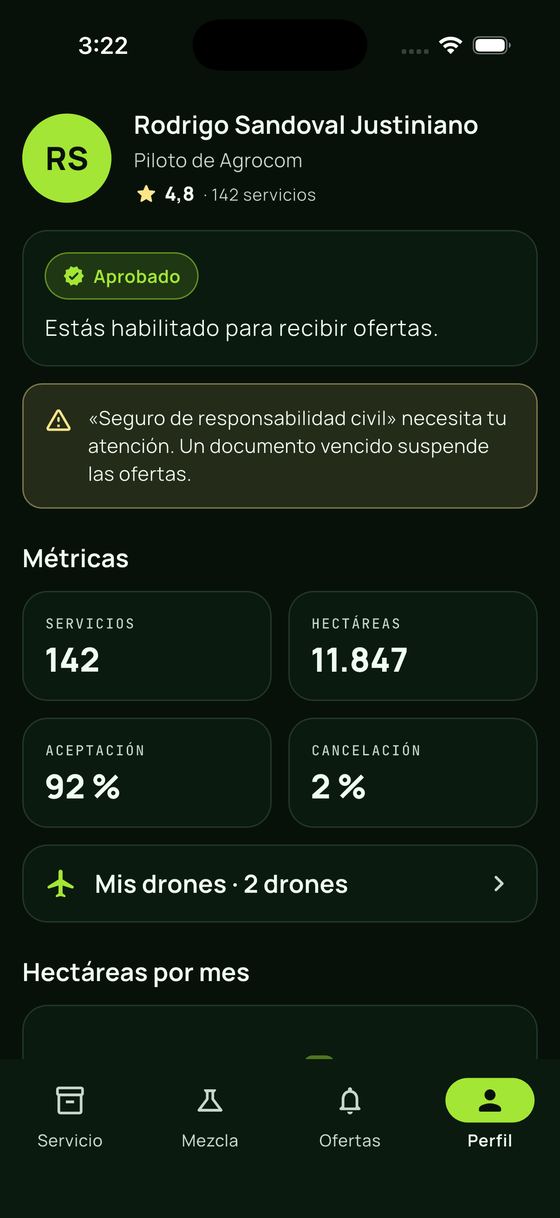 3:22
RS
Rodrigo Sandoval Justiniano
Piloto de Agrocom
4,8 · 142 servicios
Aprobado
Estás habilitado para recibir ofertas.
«Seguro de responsabilidad civil» necesita tu
atención. Un documento vencido suspende
las ofertas.
Métricas
SERVICIOS
142
HECTÁREAS
11.847
ACEPTACIÓN
92 %
CANCELACIÓN
2 %
Mis drones · 2 drones
Hectáreas por mes
Servicio
Mezcla
Ofertas
Perfil